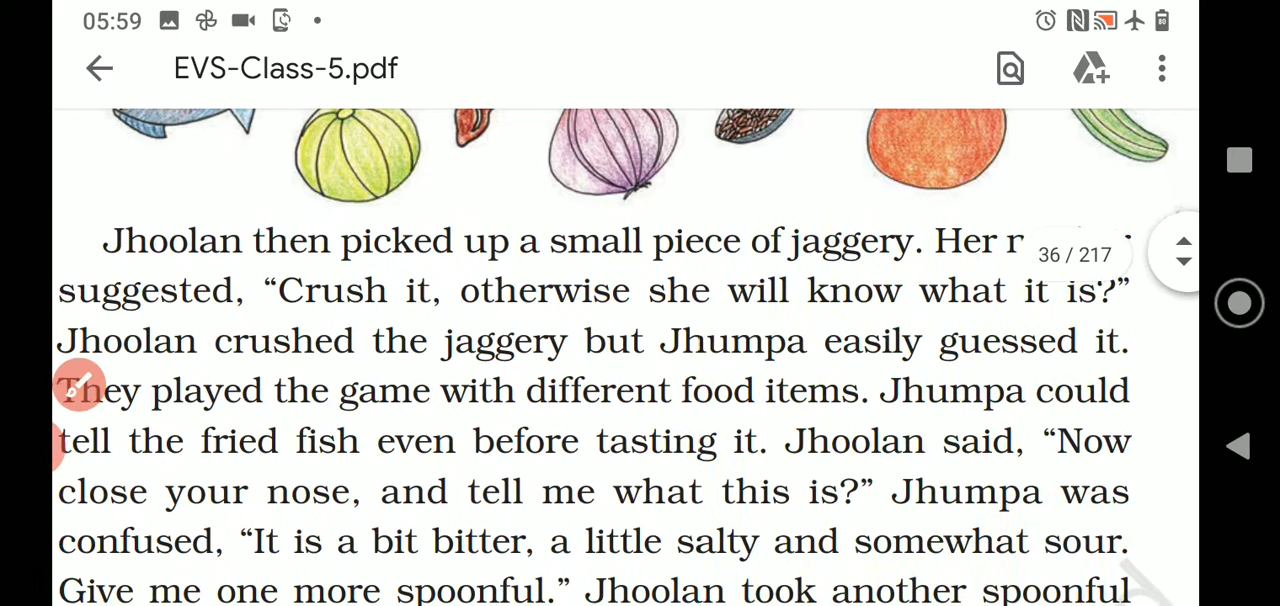 05:59
80
EVS-Class-5.pdf
Jhoolan then picked up a small piece of jaggery. Her
36 / 217
suggested, “Crush it, otherwise she will know what it is?”
Jhoolan crushed the jaggery but Jhumpa easily guessed it.
They played the game with different food items. Jhumpa could
tell the fried fish even before tasting it. Jhoolan said, “Now
close your nose, and tell me what this is?” Jhumpa was
confused, “It is a bit bitter, a little salty and somewhat sour.
Give me one more spoonful.” Jhoolan took another spoonful